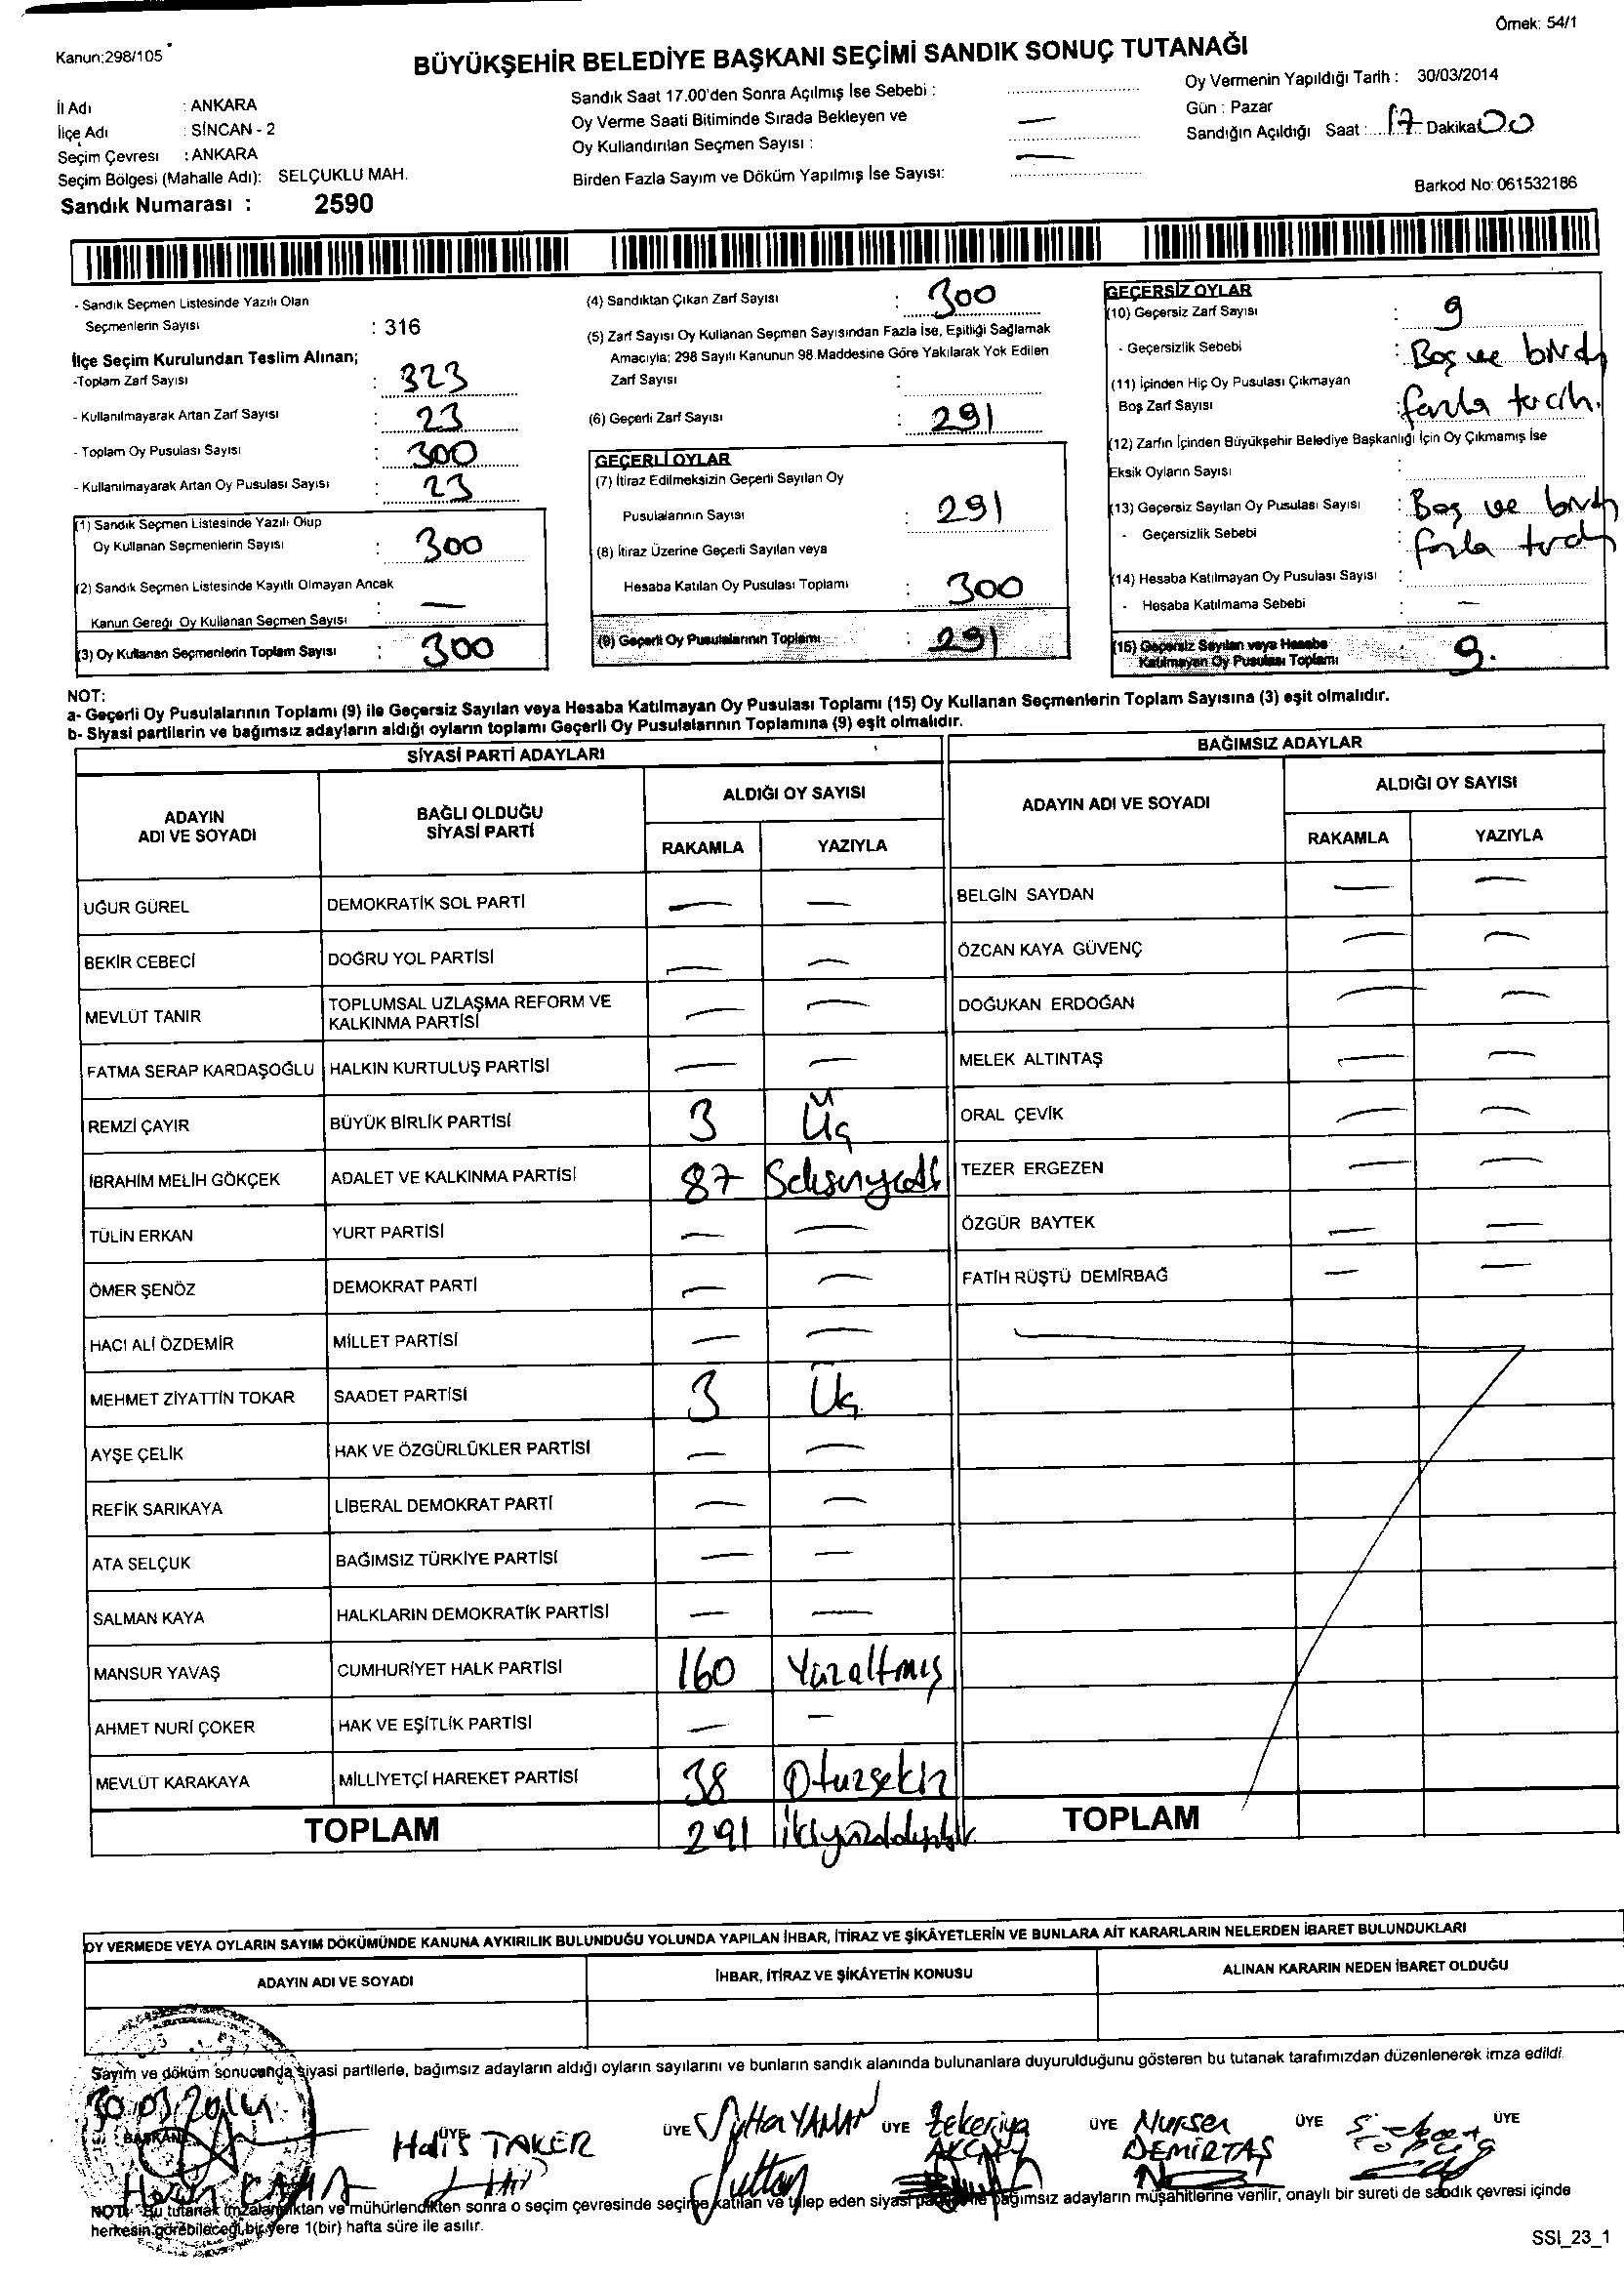 Örnek: 54/1
Kanun:298/105
BÜYÜKŞEHİR BELEDİYE BAŞKANI SEÇİMİ SANDIK SONUÇ TUTANAĞI
İl Adı : ANKARA
İlçe Adı : SİNCAN - 2
Seçim Çevresi : ANKARA
Seçim Bölgesi (Mahalle Adı): SELÇUKLU MAH.
Sandık Numarası : 2590
Sandık Saat 17.00'den Sonra Açılmış İse Sebebi :
Oy Verme Saati Bitiminde Sırada Bekleyen ve
Oy Kullandırılan Seçmen Sayısı : —
Birden Fazla Sayım ve Döküm Yapılmış İse Sayısı: —
Oy Vermenin Yapıldığı Tarih : 30/03/2014
Gün : Pazar
Sandığın Açıldığı Saat : 17 Dakika 00
Barkod No: 061532186
- Sandık Seçmen Listesinde Yazılı Olan
Seçmenlerin Sayısı : 316
İlçe Seçim Kurulundan Teslim Alınan;
-Toplam Zarf Sayısı : 323
- Kullanılmayarak Artan Zarf Sayısı : 23
- Toplam Oy Pusulası Sayısı : 300
- Kullanılmayarak Artan Oy Pusulası Sayısı : 23
(1) Sandık Seçmen Listesinde Yazılı Olup
Oy Kullanan Seçmenlerin Sayısı : 300
(2) Sandık Seçmen Listesinde Kayıtlı Olmayan Ancak
Kanun Gereği Oy Kullanan Seçmen Sayısı : —
(3) Oy Kullanan Seçmenlerin Toplam Sayısı : 300
(4) Sandıktan Çıkan Zarf Sayısı : 300
(5) Zarf Sayısı Oy Kullanan Seçmen Sayısından Fazla İse, Eşitliği Sağlamak
Amacıyla; 298 Sayılı Kanunun 98.Maddesine Göre Yakılarak Yok Edilen
Zarf Sayısı :
(6) Geçerli Zarf Sayısı : 291
GEÇERLİ OYLAR
(7) İtiraz Edilmeksizin Geçerli Sayılan Oy
Pusulalarının Sayısı : 291
(8) İtiraz Üzerine Geçerli Sayılan veya
Hesaba Katılan Oy Pusulası Toplamı : 300
(9) Geçerli Oy Pusulalarının Toplamı : 291
GEÇERSİZ OYLAR
(10) Geçersiz Zarf Sayısı : 9
- Geçersizlik Sebebi : Boş ve birden
(11) İçinden Hiç Oy Pusulası Çıkmayan
Boş Zarf Sayısı : fazla tercih.
(12) Zarfın İçinden Büyükşehir Belediye Başkanlığı İçin Oy Çıkmamış İse
Eksik Oyların Sayısı :
(13) Geçersiz Sayılan Oy Pusulası Sayısı : Boş ve birden
- Geçersizlik Sebebi : fazla tercih
(14) Hesaba Katılmayan Oy Pusulası Sayısı :
- Hesaba Katılmama Sebebi : —
(15) Geçersiz Sayılan veya Hesaba
Katılmayan Oy Pusulası Toplamı : 9.
NOT:
a- Geçerli Oy Pusulalarının Toplamı (9) ile Geçersiz Sayılan veya Hesaba Katılmayan Oy Pusulası Toplamı (15) Oy Kullanan Seçmenlerin Toplam Sayısına (3) eşit olmalıdır.
b- Siyasi partilerin ve bağımsız adayların aldığı oyların toplamı Geçerli Oy Pusulalarının Toplamına (9) eşit olmalıdır.
SİYASİ PARTİ ADAYLARI
ADAYIN ADI VE SOYADI
BAĞLI OLDUĞU SİYASİ PARTİ
ALDIĞI OY SAYISI
RAKAMLA YAZIYLA
UĞUR GÜREL DEMOKRATİK SOL PARTİ — —
BEKİR CEBECİ DOĞRU YOL PARTİSİ — —
MEVLÜT TANIR TOPLUMSAL UZLAŞMA REFORM VE KALKINMA PARTİSİ — —
FATMA SERAP KARDAŞOĞLU HALKIN KURTULUŞ PARTİSİ — —
REMZİ ÇAYIR BÜYÜK BİRLİK PARTİSİ 3 Üç
İBRAHİM MELİH GÖKÇEK ADALET VE KALKINMA PARTİSİ 87 Seksenyedi
TÜLİN ERKAN YURT PARTİSİ — —
ÖMER ŞENÖZ DEMOKRAT PARTİ — —
HACI ALİ ÖZDEMİR MİLLET PARTİSİ — —
MEHMET ZİYATTİN TOKAR SAADET PARTİSİ 3 Üç
AYŞE ÇELİK HAK VE ÖZGÜRLÜKLER PARTİSİ — —
REFİK SARIKAYA LİBERAL DEMOKRAT PARTİ — —
ATA SELÇUK BAĞIMSIZ TÜRKİYE PARTİSİ — —
SALMAN KAYA HALKLARIN DEMOKRATİK PARTİSİ — —
MANSUR YAVAŞ CUMHURİYET HALK PARTİSİ 160 Yüzaltmış
AHMET NURİ ÇOKER HAK VE EŞİTLİK PARTİSİ — —
MEVLÜT KARAKAYA MİLLİYETÇİ HAREKET PARTİSİ 38 Otuzsekiz
TOPLAM 291 ikiyüzdoksanbir
BAĞIMSIZ ADAYLAR
ADAYIN ADI VE SOYADI
ALDIĞI OY SAYISI
RAKAMLA YAZIYLA
BELGİN SAYDAN — —
ÖZCAN KAYA GÜVENÇ — —
DOĞUKAN ERDOĞAN — —
MELEK ALTINTAŞ — —
ORAL ÇEVİK — —
TEZER ERGEZEN — —
ÖZGÜR BAYTEK — —
FATİH RÜŞTÜ DEMİRBAĞ — —
TOPLAM
OY VERMEDE VEYA OYLARIN SAYIM DÖKÜMÜNDE KANUNA AYKIRILIK BULUNDUĞU YOLUNDA YAPILAN İHBAR, İTİRAZ VE ŞİKÂYETLERİN VE BUNLARA AİT KARARLARIN NELERDEN İBARET BULUNDUKLARI
ADAYIN ADI VE SOYADI
İHBAR, İTİRAZ VE ŞİKÂYETİN KONUSU
ALINAN KARARIN NEDEN İBARET OLDUĞU
Sayım ve döküm sonucunda siyasi partilerle, bağımsız adayların aldığı oyların sayılarını ve bunların sandık alanında bulunanlara duyurulduğunu gösteren bu tutanak tarafımızdan düzenlenerek imza edildi.
30.03.2014
BAŞKAN ÜYE ÜYE ÜYE ÜYE ÜYE ÜYE
Halis TAKER
YAMAN
Zekeriya
Nurşen DEMİRTAŞ
NOT: Bu tutanak imzalandıktan ve mühürlendikten sonra o seçim çevresinde seçime katılan ve talep eden siyasi parti ile bağımsız adayların müşahitlerine verilir, onaylı bir sureti de sandık çevresi içinde
herkesin görebileceği bir yere 1(bir) hafta süre ile asılır.
SSI_23_1